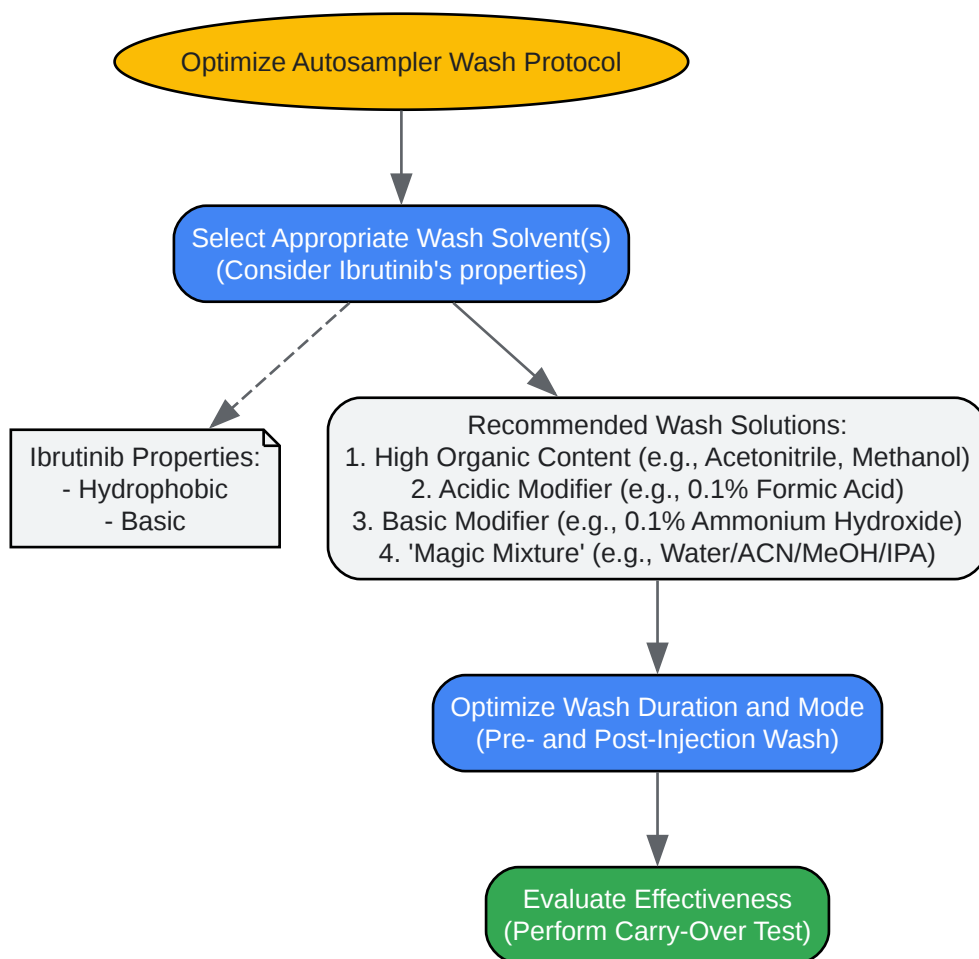 Optimize Autosampler Wash Protocol
Select Appropriate Wash Solvent(s)
(Consider Ibrutinib's properties)
Ibrutinib Properties:
- Hydrophobic
- Basic
Recommended Wash Solutions:
1. High Organic Content (e.g., Acetonitrile, Methanol)
2. Acidic Modifier (e.g., 0.1% Formic Acid)
3. Basic Modifier (e.g., 0.1% Ammonium Hydroxide)
4. 'Magic Mixture' (e.g., Water/ACN/MeOH/IPA)
Optimize Wash Duration and Mode
(Pre- and Post-Injection Wash)
Evaluate Effectiveness
(Perform Carry-Over Test)